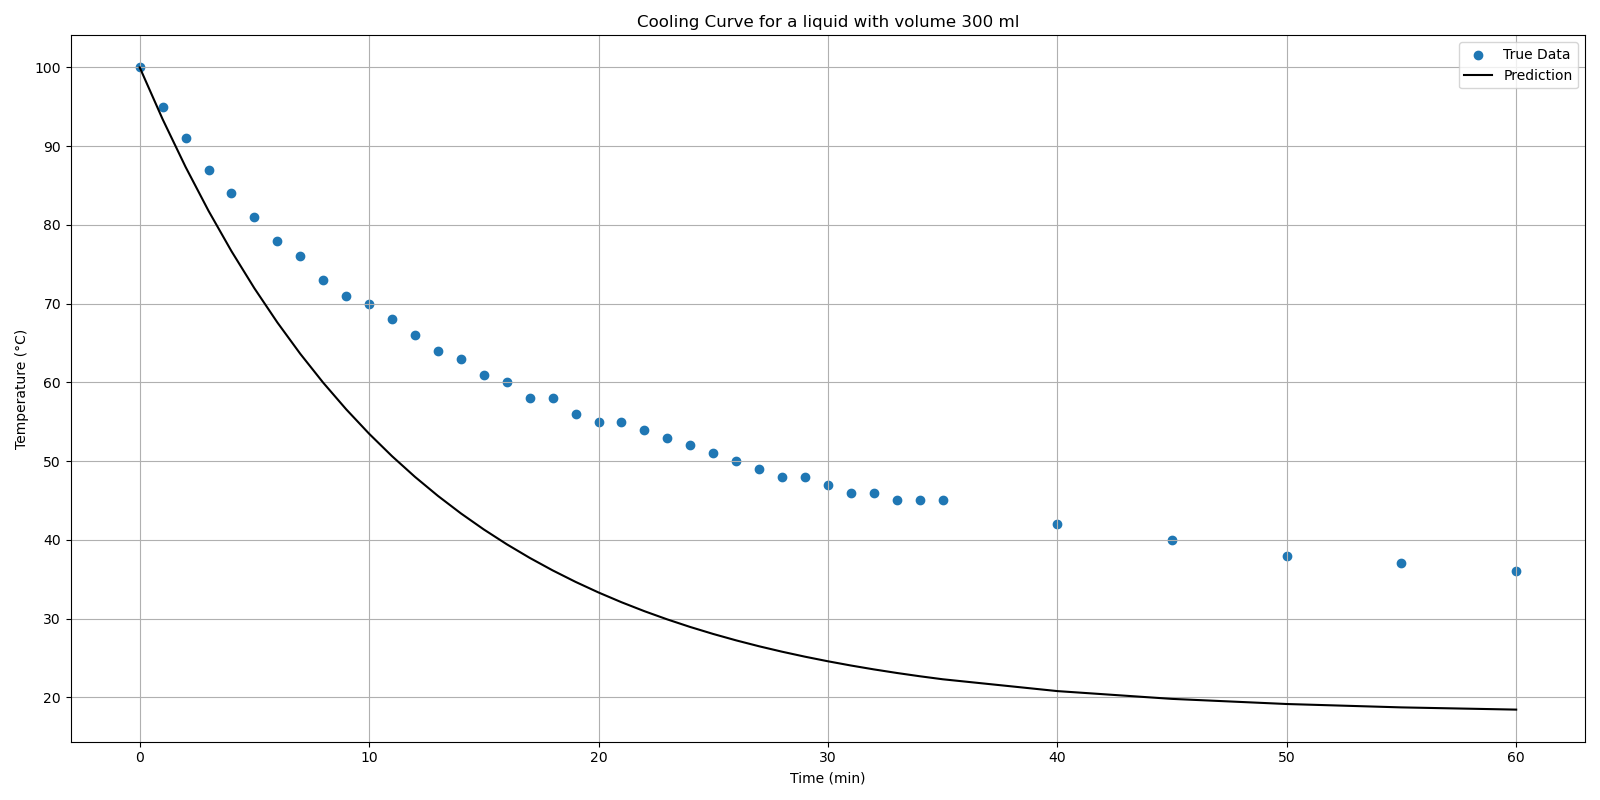 Cooling Curve for a liquid with volume 300 ml
True Data
Prediction
100
90
80
70
60
50
40
30
20
Temperature (°C)
0 10 20 30 40 50 60
Time (min)